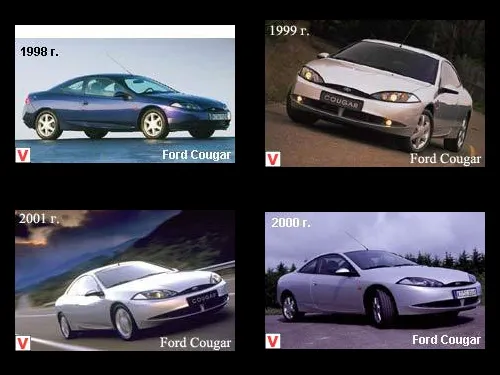 1998 г.
V
Ford Cougar
1999 г.
COUGAR
V
Ford Cougar
2001 г.
COUGAR
V
Ford Cougar
2000 г.
V
Ford Cougar